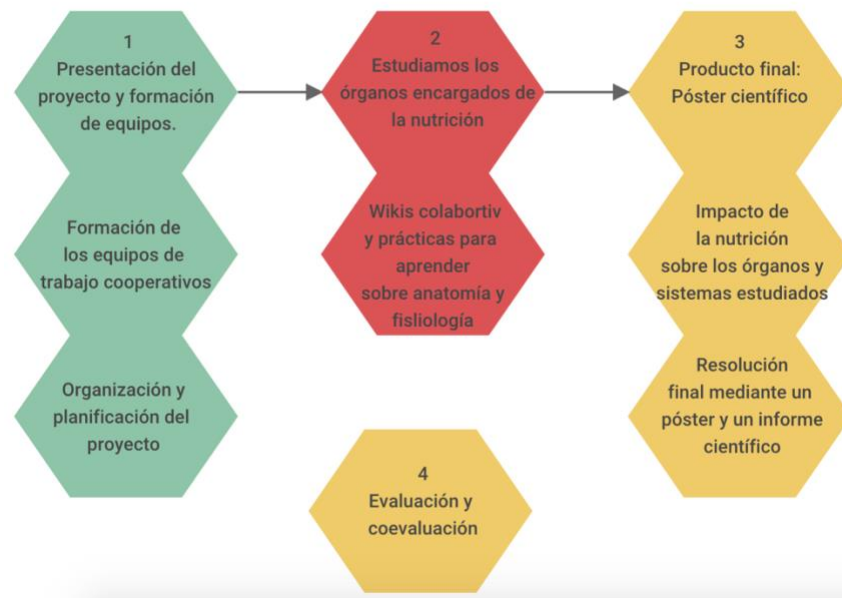 1
Presentación del
proyecto y formación
de equipos.
Formación de
los equipos de
trabajo cooperativos
Organización y
planificación del
proyecto
2
Estudiamos los
órganos encargados de
la nutrición
Wikis colabortiv
y prácticas para
aprender
sobre anatomía y
fisliología
3
Producto final:
Póster científico
Impacto de
la nutrición
sobre los órganos y
sistemas estudiados
Resolución
final mediante un
póster y un informe
científico
4
Evaluación y
coevaluación